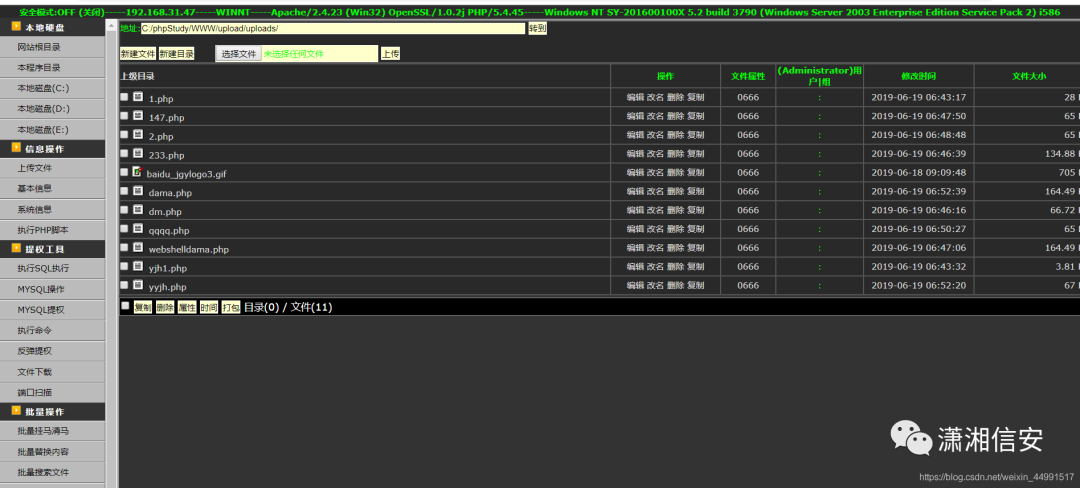 安全模式:OFF (关闭)-----192.168.31.47-----WINNT-----Apache/2.4.23 (Win32) OpenSSL/1.0.2j PHP/5.4.45-----Windows NT SY-201600100X 5.2 build 3790 (Windows Server 2003 Enterprise Edition Service Pack 2) i586
本地硬盘
网站根目录
本程序目录
本地磁盘(C:)
本地磁盘(D:)
本地磁盘(E:)
信息操作
上传文件
基本信息
系统信息
执行PHP脚本
提权工具
执行SQL执行
MYSQL操作
MYSQL提权
执行命令
反弹提权
文件下载
端口扫描
批量操作
批量挂马清马
批量替换内容
批量搜索文件
地址:C:/phpStudy/WWW/upload/uploads/ 转到
新建文件 新建目录 选择文件 未选择任何文件 上传
上级目录 操作 文件属性 (Administrator)用户|组 修改时间 文件大小
1.php 编辑 改名 删除 复制 0666 : 2019-06-19 06:43:17 28
147.php 编辑 改名 删除 复制 0666 : 2019-06-19 06:47:50 65
2.php 编辑 改名 删除 复制 0666 : 2019-06-19 06:48:48 65
233.php 编辑 改名 删除 复制 0666 : 2019-06-19 06:46:39 134.88
baidu_jgylogo3.gif 编辑 改名 删除 复制 0666 : 2019-06-18 09:09:48 705
dama.php 编辑 改名 删除 复制 0666 : 2019-06-19 06:52:39 164.49
dm.php 编辑 改名 删除 复制 0666 : 2019-06-19 06:46:16 66.72
qqqq.php 编辑 改名 删除 复制 0666 : 2019-06-19 06:50:27 65
webshelldama.php 编辑 改名 删除 复制 0666 : 2019-06-19 06:47:06 164.49
yjh1.php 编辑 改名 删除 复制 0666 : 2019-06-19 06:43:32 3.81
yyjh.php 编辑 改名 删除 复制 0666 : 2019-06-19 06:52:20 67
复制 删除 属性 时间 打包 目录(0) / 文件(11)
潇湘信安
https://blog.csdn.net/weixin_44991517